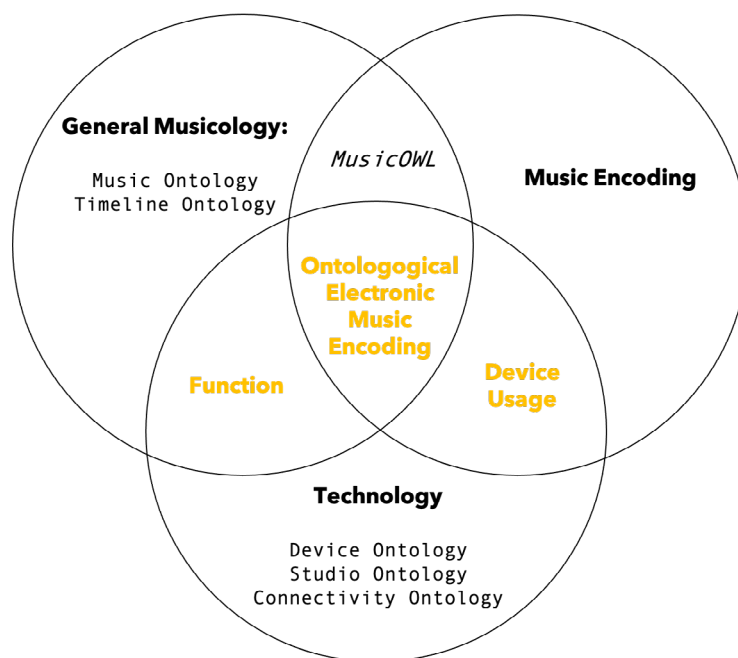 General Musicology:
Music Ontology
Timeline Ontology
MusicOWL
Music Encoding
Ontologogical
Electronic
Music
Encoding
Function
Device
Usage
Technology
Device Ontology
Studio Ontology
Connectivity Ontology